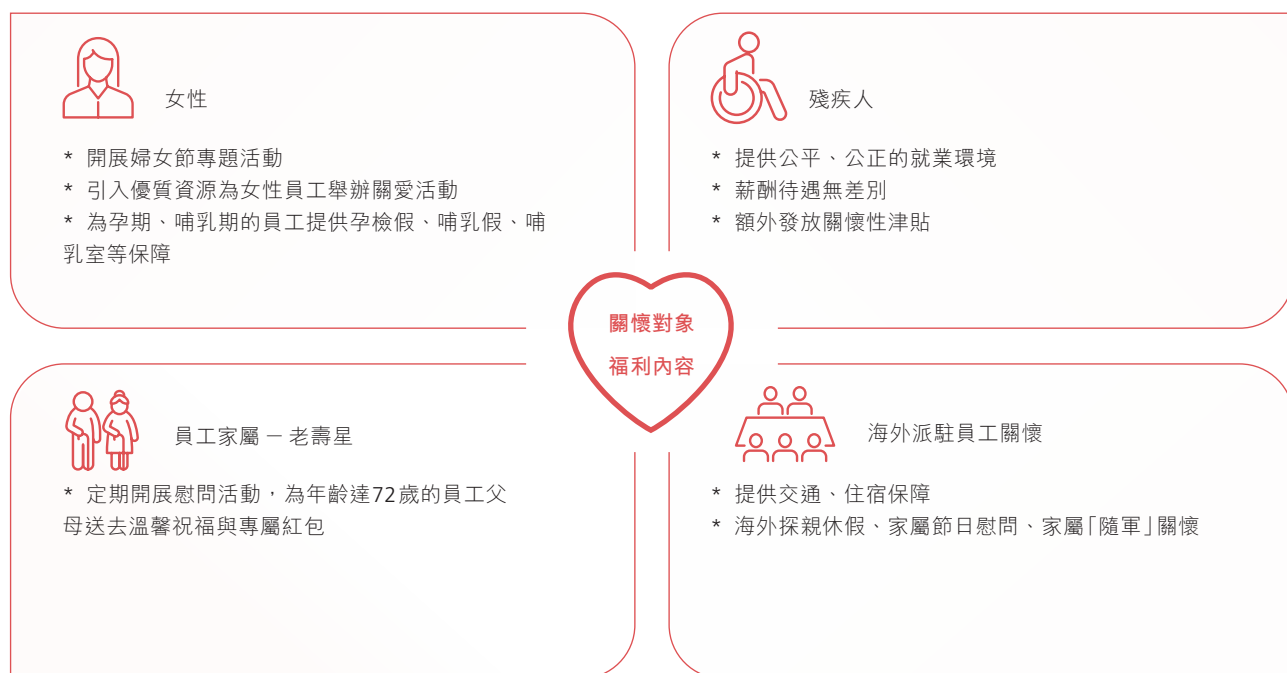 女性
* 開展婦女節專題活動
* 引入優質資源為女性員工舉辦關愛活動
* 為孕期、哺乳期的員工提供孕檢假、哺乳假、哺
乳室等保障
殘疾人
* 提供公平、公正的就業環境
* 薪酬待遇無差別
* 額外發放關懷性津貼
關懷對象
福利內容
員工家屬 － 老壽星
* 定期開展慰問活動，為年齡達72歲的員工父
母送去溫馨祝福與專屬紅包
海外派駐員工關懷
* 提供交通、住宿保障
* 海外探親休假、家屬節日慰問、家屬「隨軍」關懷